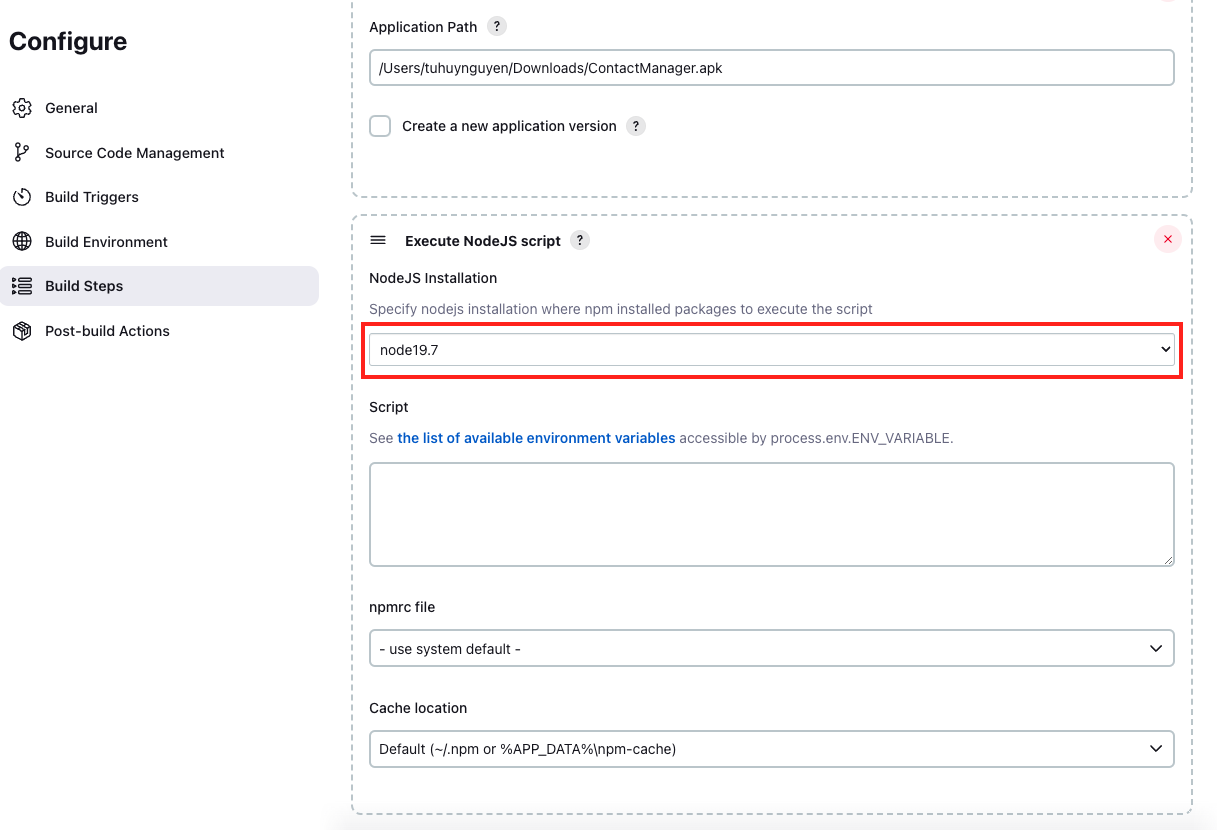 Configure
General
Source Code Management
Build Triggers
Build Environment
Build Steps
Post-build Actions
Application Path ?
/Users/tuhuynguyen/Downloads/ContactManager.apk
Create a new application version ?
Execute NodeJS script ?
NodeJS Installation
Specify nodejs installation where npm installed packages to execute the script
node19.7
Script
See the list of available environment variables accessible by process.env.ENV_VARIABLE.
npmrc file
- use system default -
Cache location
Default (~/.npm or %APP_DATA%\npm-cache)